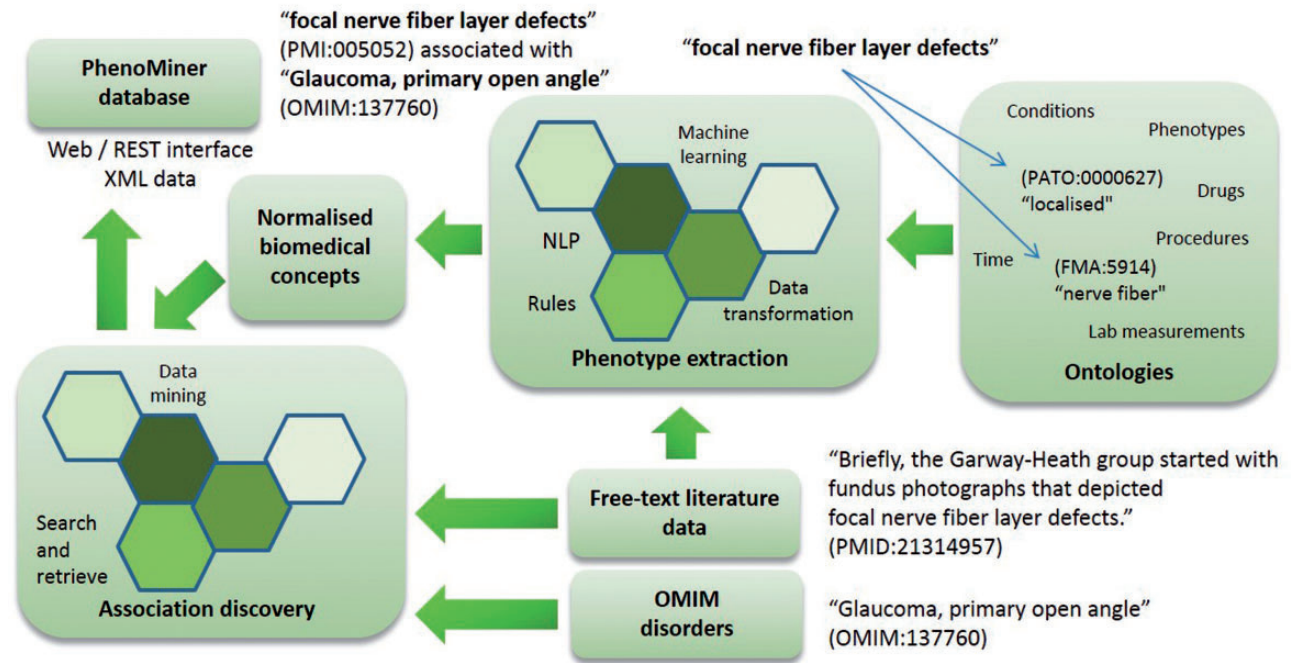 PhenoMiner
database
Web / REST interface
XML data
“focal nerve fiber layer defects”
(PMI:005052) associated with
“Glaucoma, primary open angle”
(OMIM:137760)
“focal nerve fiber layer defects”
Normalised
biomedical
concepts
Machine
learning
NLP
Rules
Data
transformation
Phenotype extraction
Conditions
Phenotypes
(PATO:0000627)
“localised"
Drugs
Procedures
Time
(FMA:5914)
“nerve fiber"
Lab measurements
Ontologies
Data
mining
Search
and
retrieve
Association discovery
Free-text literature
data
“Briefly, the Garway-Heath group started with
fundus photographs that depicted
focal nerve fiber layer defects.”
(PMID:21314957)
OMIM
disorders
“Glaucoma, primary open angle”
(OMIM:137760)